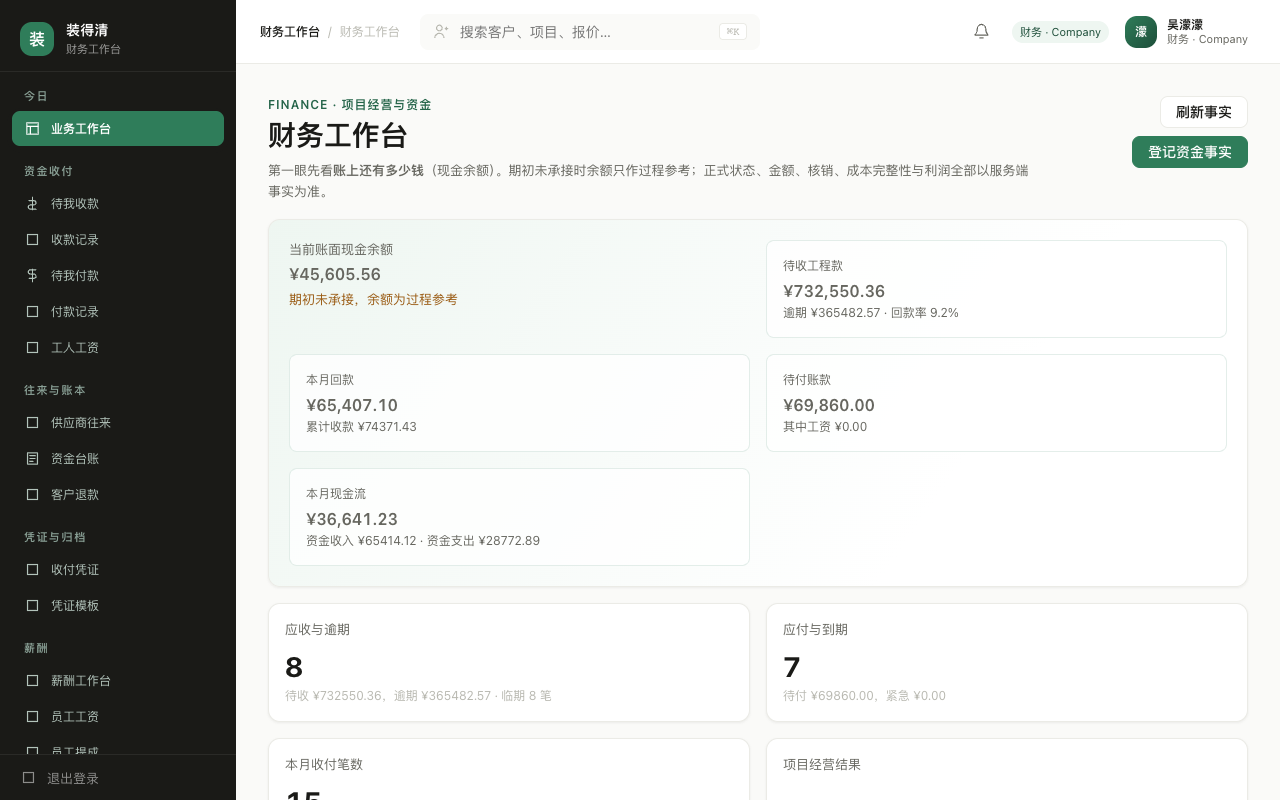 装
装得清
财务工作台
今日
业务工作台
资金收付
待我收款
收款记录
待我付款
付款记录
工人工资
往来与账本
供应商往来
资金台账
客户退款
凭证与归档
收付凭证
凭证模板
薪酬
薪酬工作台
员工工资
员工提成
退出登录
财务工作台 / 财务工作台
搜索客户、项目、报价...
⌘K
财务 · Company
濛
吴濛濛
财务 · Company
FINANCE · 项目经营与资金
财务工作台
第一眼先看账上还有多少钱（现金余额）。期初未承接时余额只作过程参考；正式状态、金额、核销、成本完整性与利润全部以服务端
事实为准。
刷新事实
登记资金事实
当前账面现金余额
¥45,605.56
期初未承接，余额为过程参考
待收工程款
¥732,550.36
逾期 ¥365482.57 · 回款率 9.2%
本月回款
¥65,407.10
累计收款 ¥74371.43
待付账款
¥69,860.00
其中工资 ¥0.00
本月现金流
¥36,641.23
资金收入 ¥65414.12 · 资金支出 ¥28772.89
应收与逾期
8
待收 ¥732550.36，逾期 ¥365482.57 · 临期 8 笔
应付与到期
7
待付 ¥69860.00，紧急 ¥0.00
本月收付笔数
15
项目经营结果